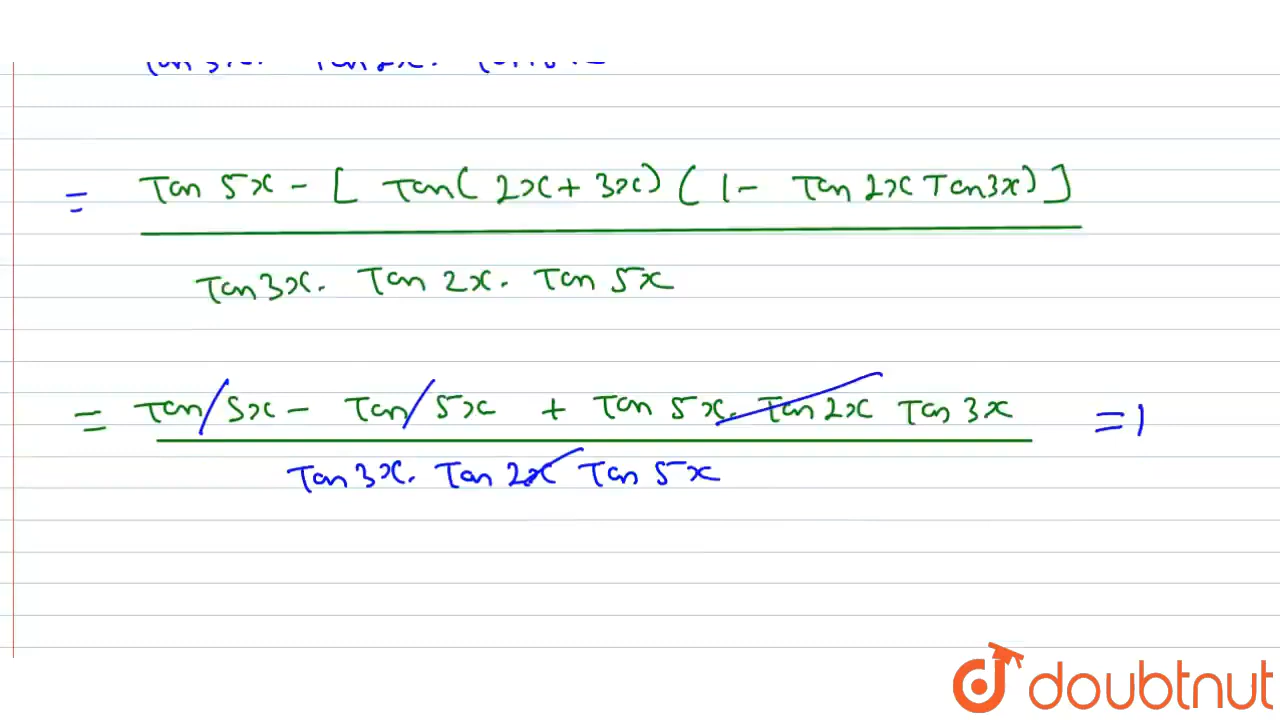 = Tan 5x - [ Tan( 2x + 3x) ( 1 - Tan 2x Tan3x) ]
Tan3x. Tan 2x. Tan 5x
= Tan 5x - Tan 5x + Tan 5x. Tan 2x Tan 3x = 1
Tan 3x. Tan 2x Tan 5x
doubtnut